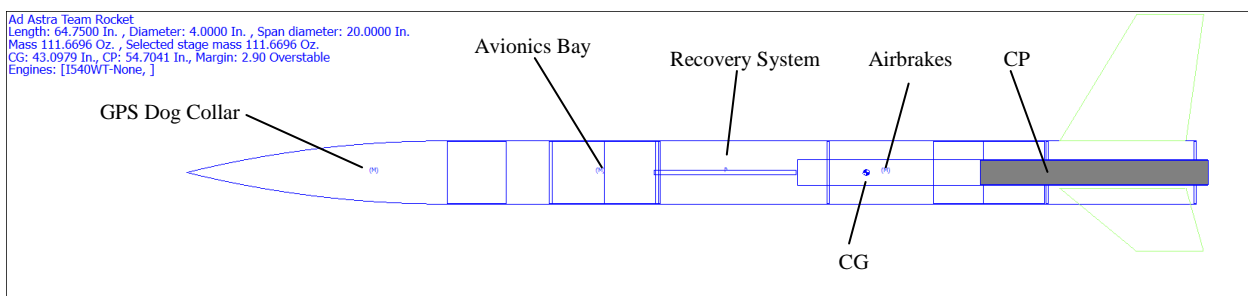 Ad Astra Team Rocket
Length: 64.7500 In. , Diameter: 4.0000 In. , Span diameter: 20.0000 In.
Mass 111.6696 Oz. , Selected stage mass 111.6696 Oz.
CG: 43.0979 In., CP: 54.7041 In., Margin: 2.90 Overstable
Engines: [I540WT-None, ]
Avionics Bay
Recovery System
Airbrakes
CP
GPS Dog Collar
(M)
(M)
P
(M)
CG